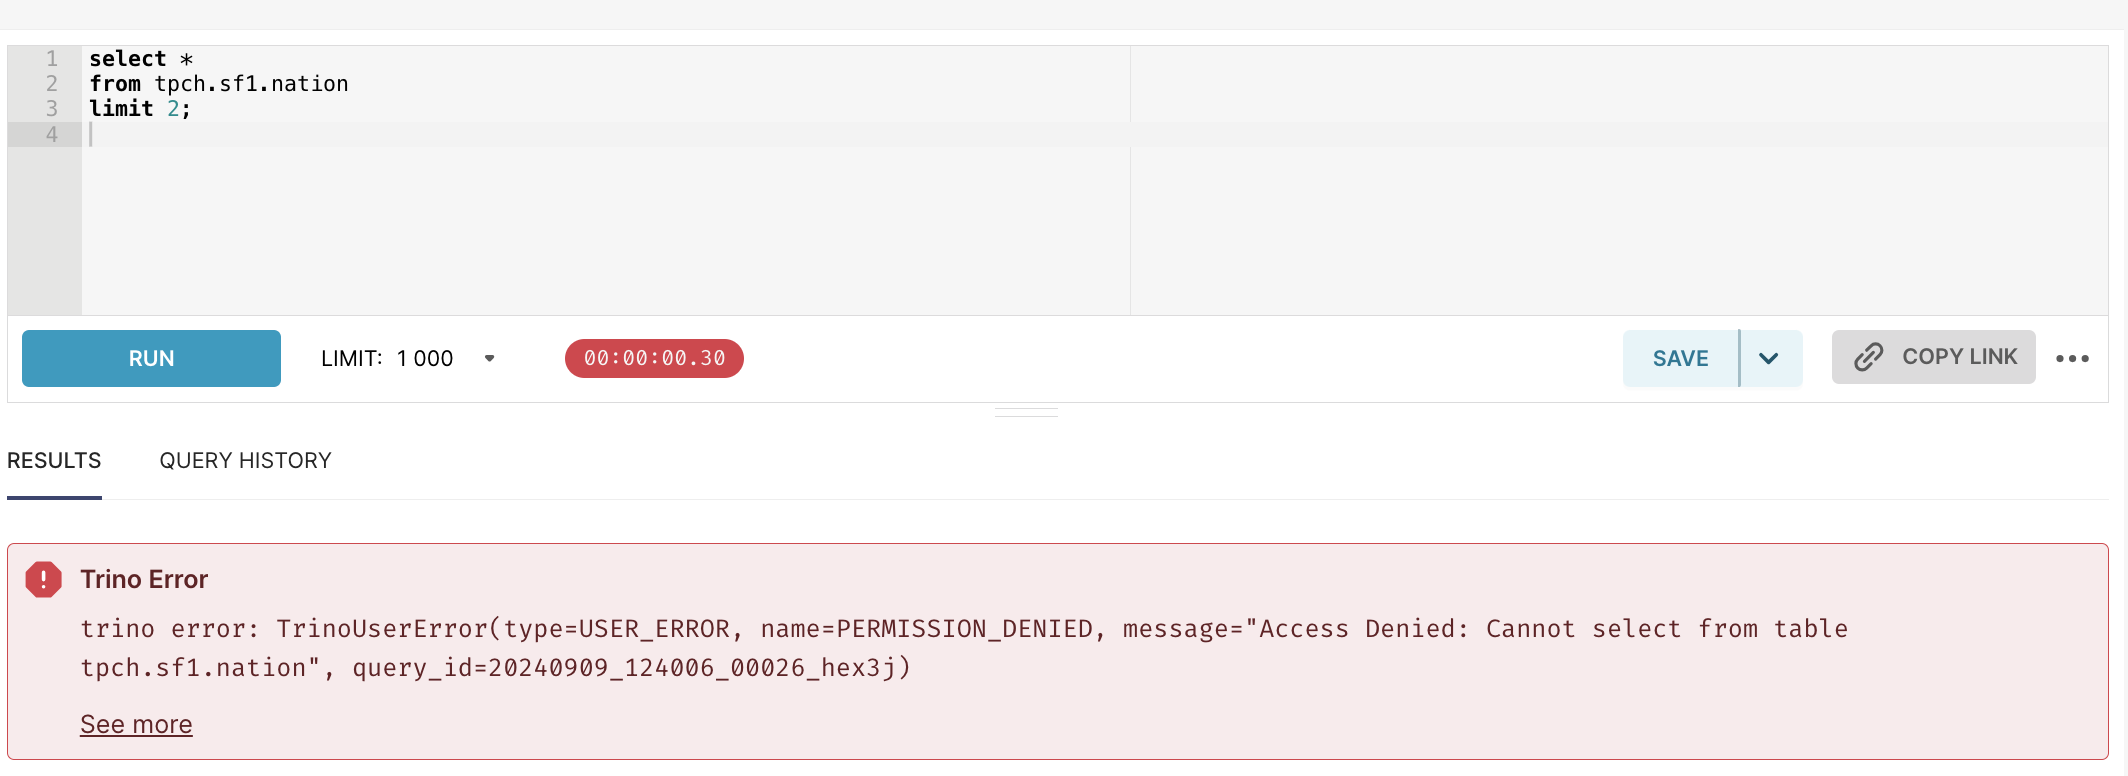 1 select *
2 from tpch.sf1.nation
3 limit 2;
4
RUN LIMIT: 1 000 00:00:00.30 SAVE COPY LINK
RESULTS QUERY HISTORY
Trino Error
trino error: TrinoUserError(type=USER_ERROR, name=PERMISSION_DENIED, message="Access Denied: Cannot select from table
tpch.sf1.nation", query_id=20240909_124006_00026_hex3j)
See more